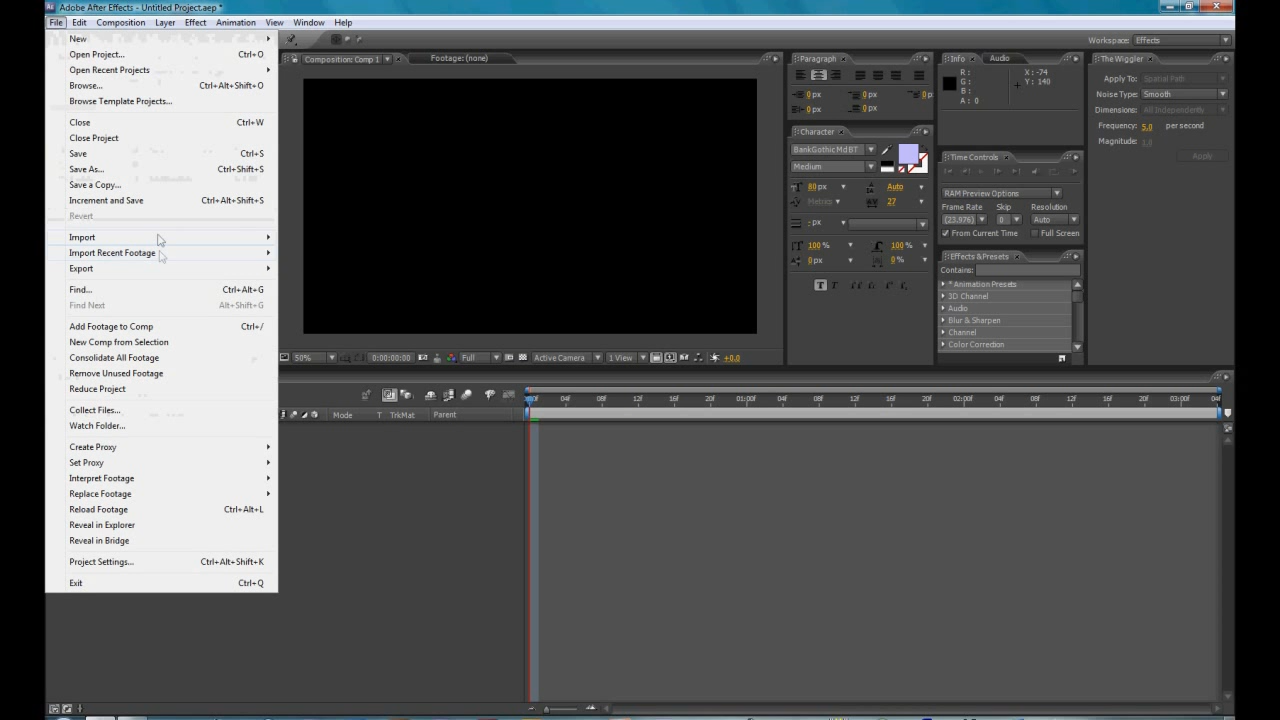 Adobe After Effects - Untitled Project.aep *
File Edit Composition Layer Effect Animation View Window Help
New
Open Project... Ctrl+O
Open Recent Projects
Browse... Ctrl+Alt+Shift+O
Browse Template Projects...
Close Ctrl+W
Close Project
Save Ctrl+S
Save As... Ctrl+Shift+S
Save a Copy...
Increment and Save Ctrl+Alt+Shift+S
Revert
Import
Import Recent Footage
Export
Find... Ctrl+Alt+G
Find Next Alt+Shift+G
Add Footage to Comp Ctrl+/
New Comp from Selection
Consolidate All Footage
Remove Unused Footage
Reduce Project
Collect Files...
Watch Folder...
Create Proxy
Set Proxy
Interpret Footage
Replace Footage
Reload Footage Ctrl+Alt+L
Reveal in Explorer
Reveal in Bridge
Project Settings... Ctrl+Alt+Shift+K
Exit Ctrl+Q
Workspace: Effects
Composition: Comp 1 Footage: (none)
50% 0:00:00:00 Full Active Camera 1 View +0.0
Paragraph
0 px 0 px 0 p
0 px 0 px
Character
BankGothic Md BT
Medium
80 px Auto
Metrics 27
- px
100 % 100 %
0 px 0 %
T T
Info Audio
R : X : -74
G : Y : 140
B :
A : 0
Time Controls
RAM Preview Options
Frame Rate Skip Resolution
(23.976) 0 Auto
From Current Time Full Screen
Effects & Presets
Contains:
* Animation Presets
3D Channel
Audio
Blur & Sharpen
Channel
Color Correction
The Wiggler
Apply To: Spatial Path
Noise Type: Smooth
Dimensions: All Independently
Frequency: 5.0 per second
Magnitude: 1.0
Apply
Mode T TrkMat Parent
04f 08f 12f 16f 20f 01:00f 04f 08f 12f 16f 20f 02:00f 04f 08f 12f 16f 20f 03:00f 04f